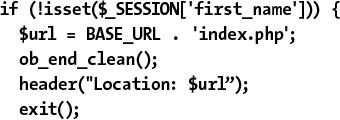 if (!isset($_SESSION['first_name'])) {
  $url = BASE_URL . 'index.php';
  ob_end_clean();
  header("Location: $url”);
  exit();